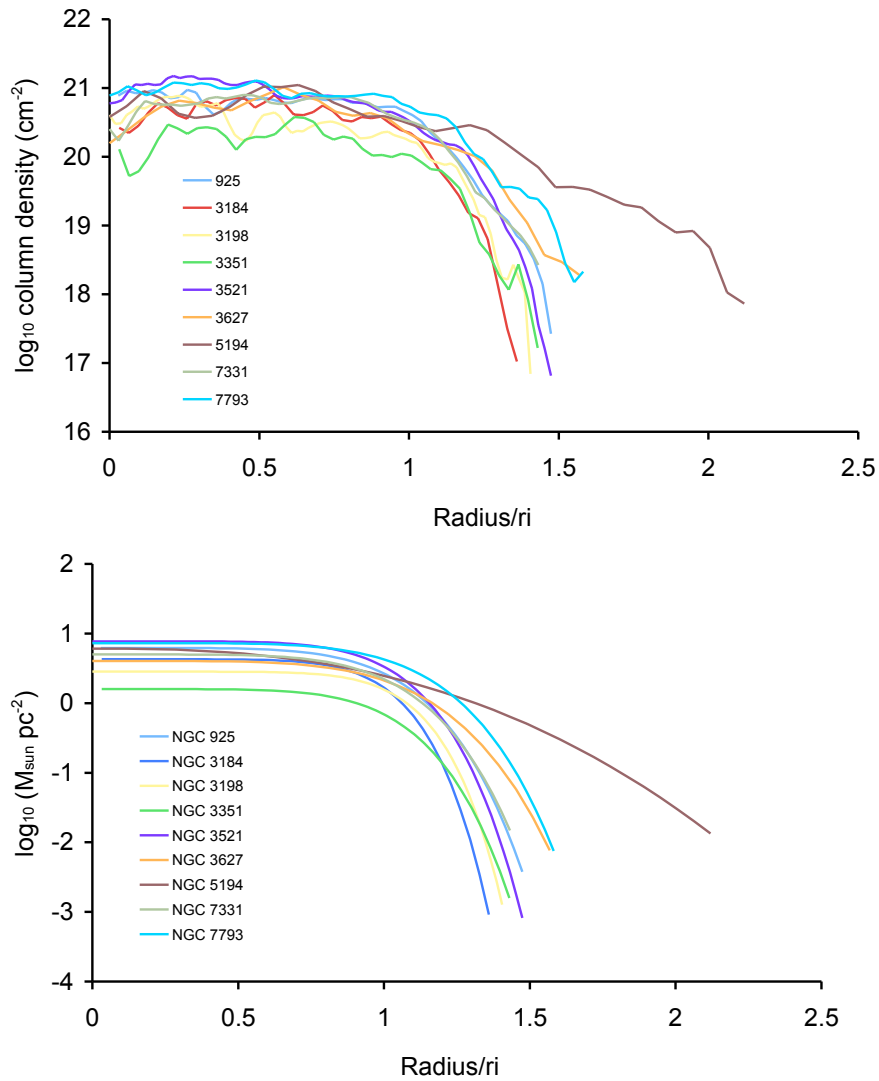 22
21
20
19
18
17
16
log₁₀ column density (cm⁻²)
925
3184
3198
3351
3521
3627
5194
7331
7793
0 0.5 1 1.5 2 2.5
Radius/ri
2
1
0
-1
-2
-3
-4
log₁₀ (Mₛᵤₙ pc⁻²)
NGC 925
NGC 3184
NGC 3198
NGC 3351
NGC 3521
NGC 3627
NGC 5194
NGC 7331
NGC 7793
0 0.5 1 1.5 2 2.5
Radius/ri